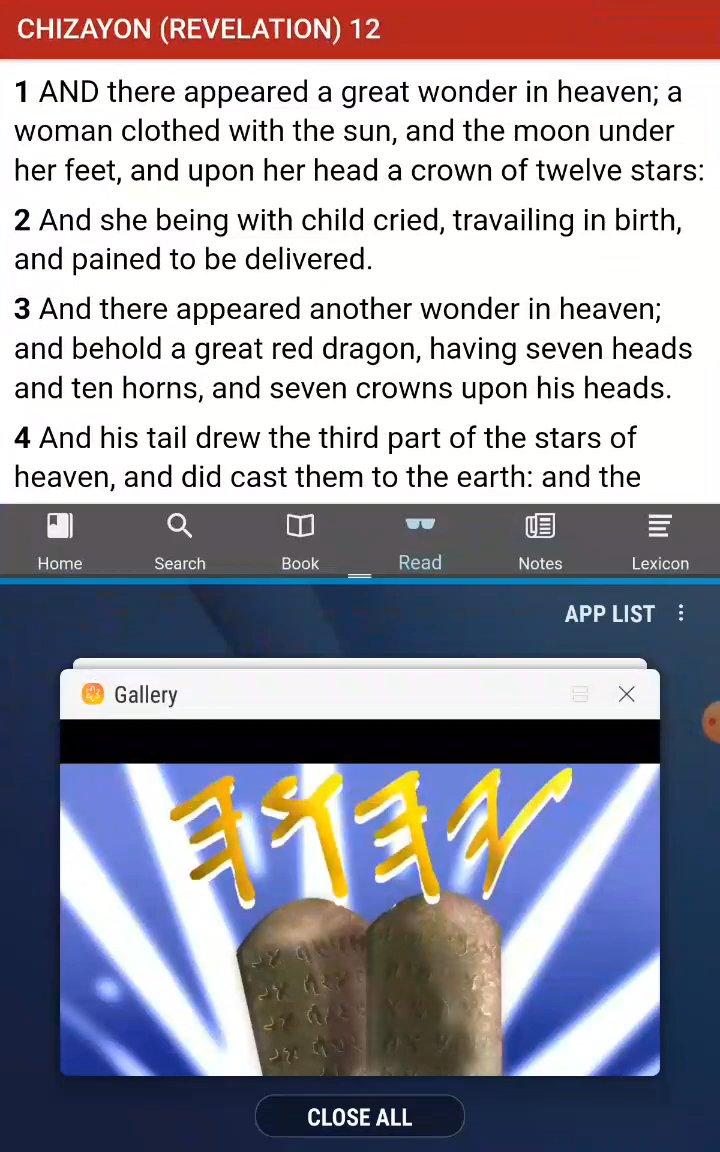 CHIZAYON (REVELATION) 12
1 AND there appeared a great wonder in heaven; a
woman clothed with the sun, and the moon under
her feet, and upon her head a crown of twelve stars:
2 And she being with child cried, travailing in birth,
and pained to be delivered.
3 And there appeared another wonder in heaven;
and behold a great red dragon, having seven heads
and ten horns, and seven crowns upon his heads.
4 And his tail drew the third part of the stars of
heaven, and did cast them to the earth: and the
Home Search Book Read Notes Lexicon
APP LIST
Gallery
𐤉𐤄𐤅𐤄
CLOSE ALL